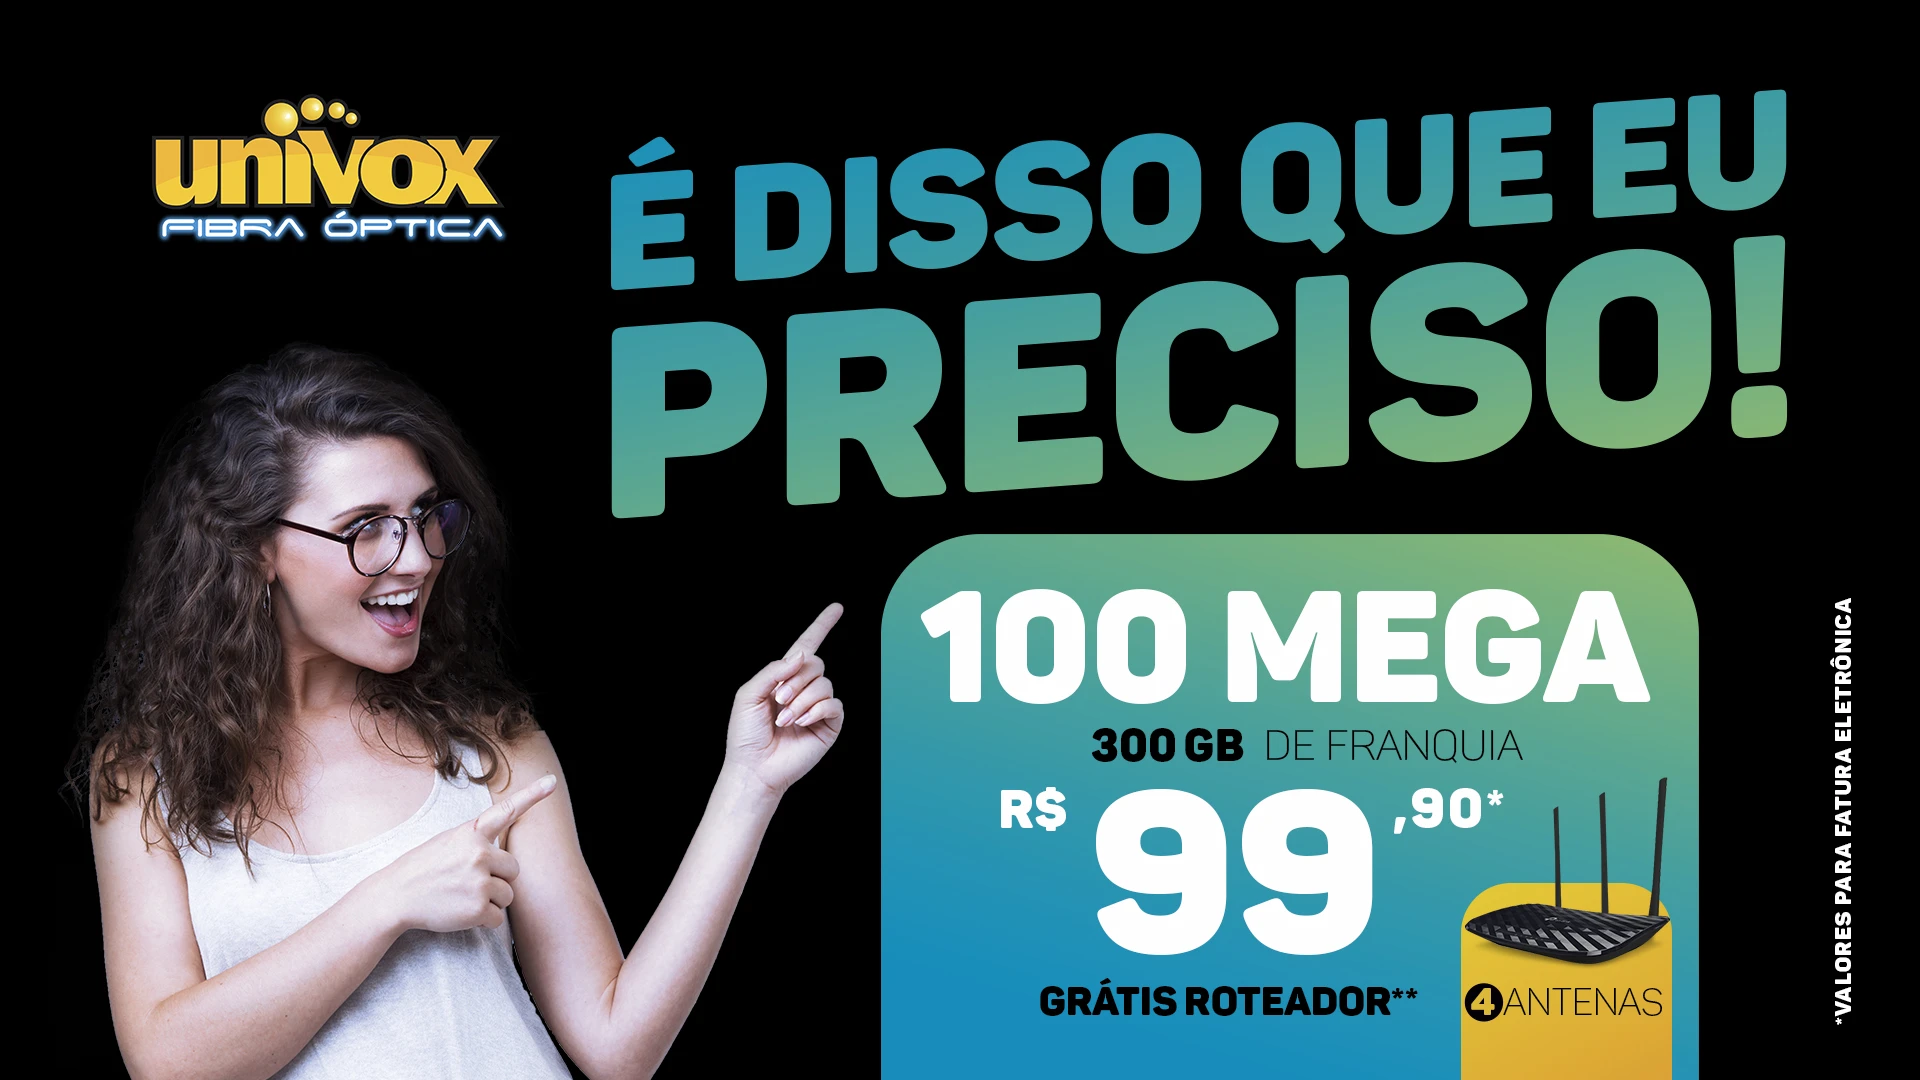 univox
FIBRA ÓPTICA
É DISSO QUE EU
PRECISO!
100 MEGA
300 GB DE FRANQUIA
R$ 99,90*
GRÁTIS ROTEADOR**
4 ANTENAS
*VALORES PARA FATURA ELETRÔNICA